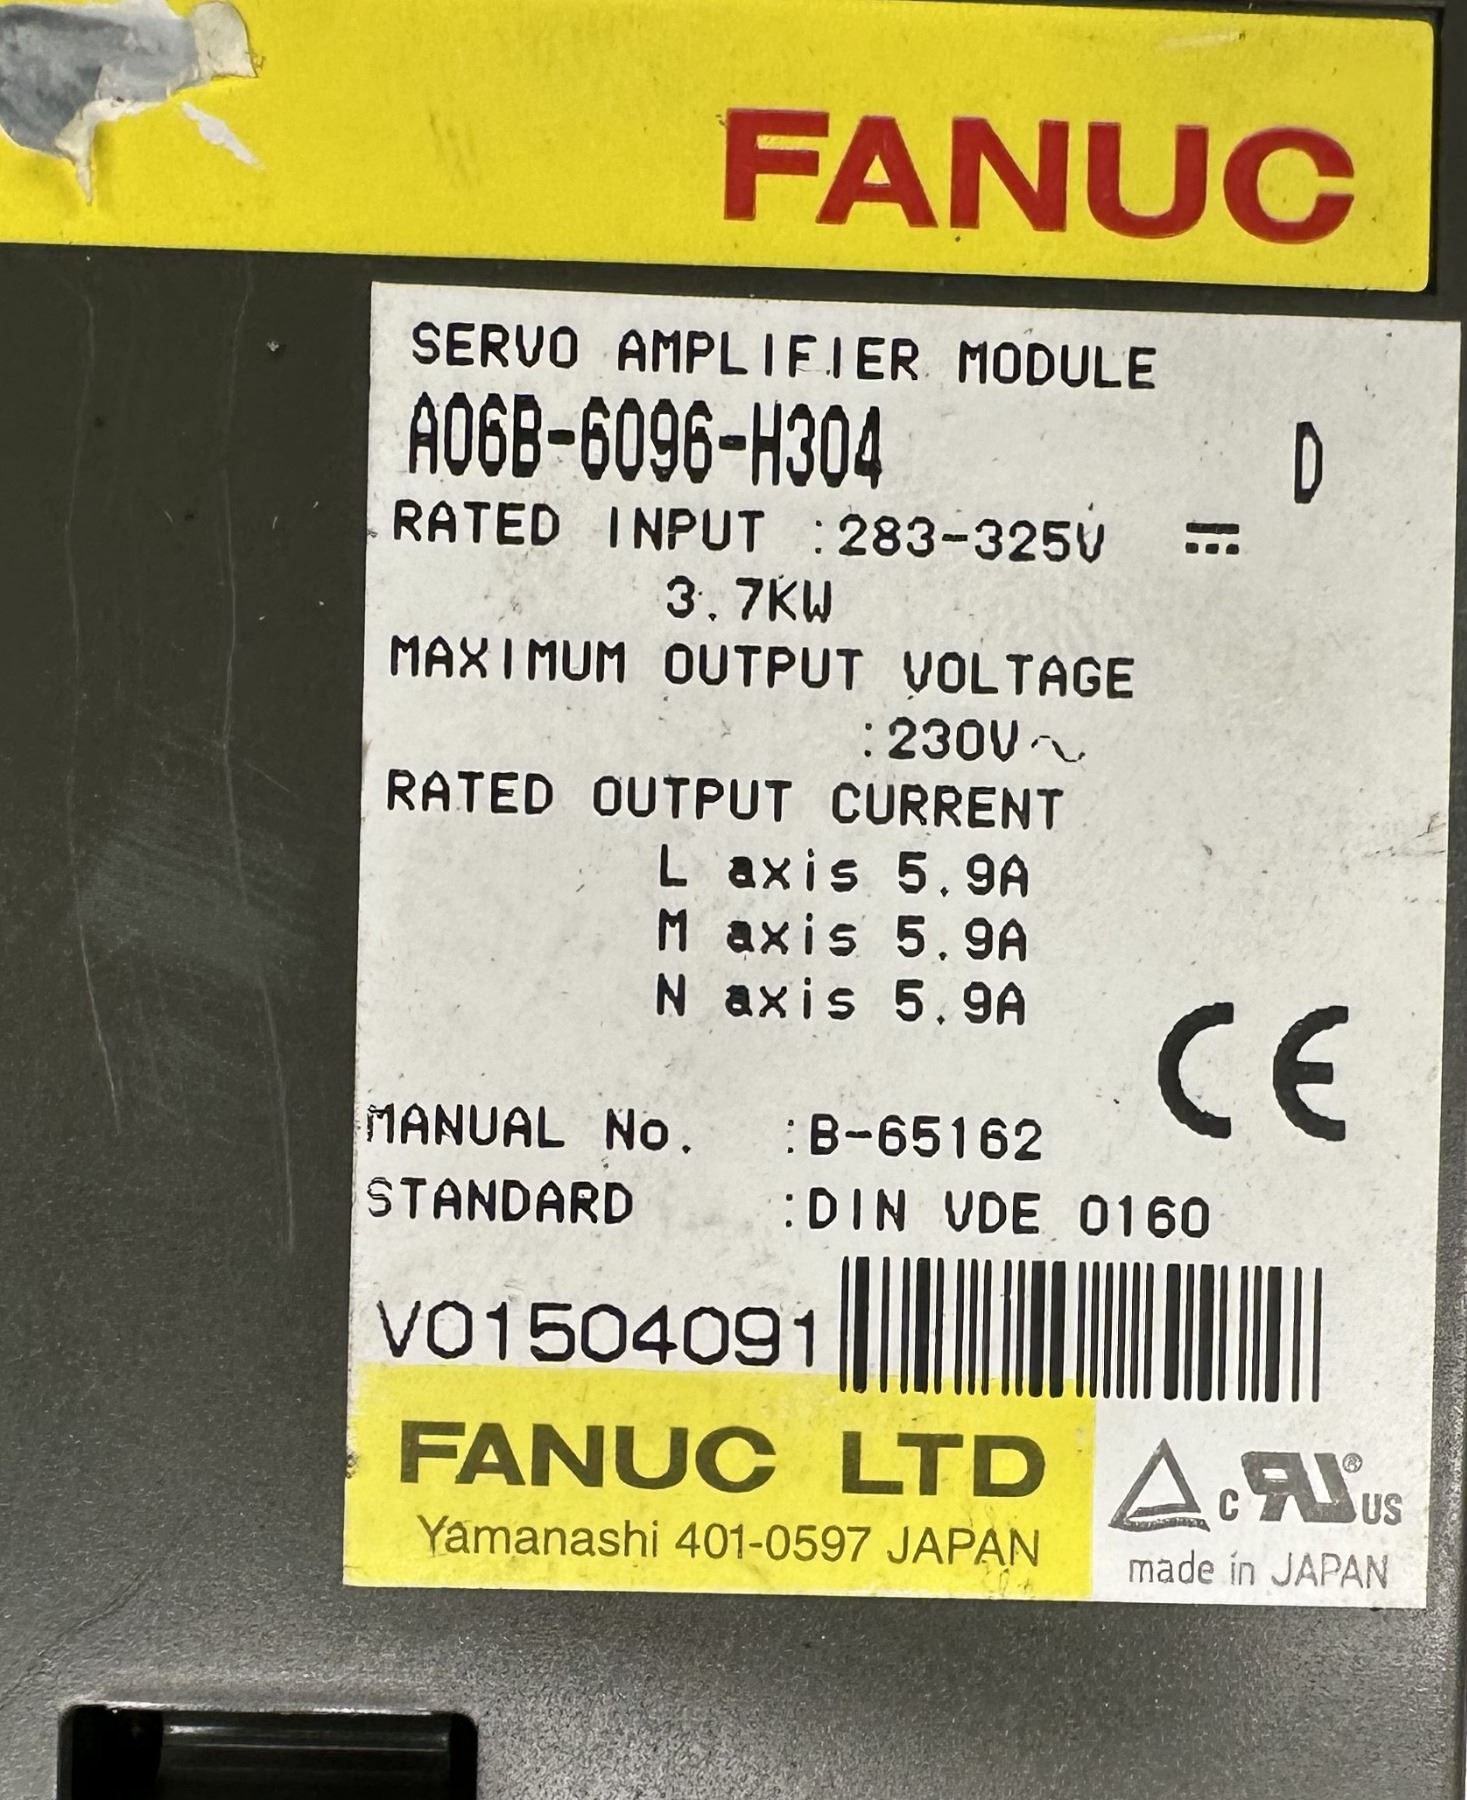 FANUC
SERVO AMPLIFIER MODULE
A06B-6096-H304 D
RATED INPUT :283-325V ⎓
3.7KW
MAXIMUM OUTPUT VOLTAGE
:230V～
RATED OUTPUT CURRENT
L axis 5.9A
M axis 5.9A
N axis 5.9A
CE
MANUAL No. :B-65162
STANDARD :DIN VDE 0160
V01504091
FANUC LTD
Yamanashi 401-0597 JAPAN
c RU ® US
made in JAPAN